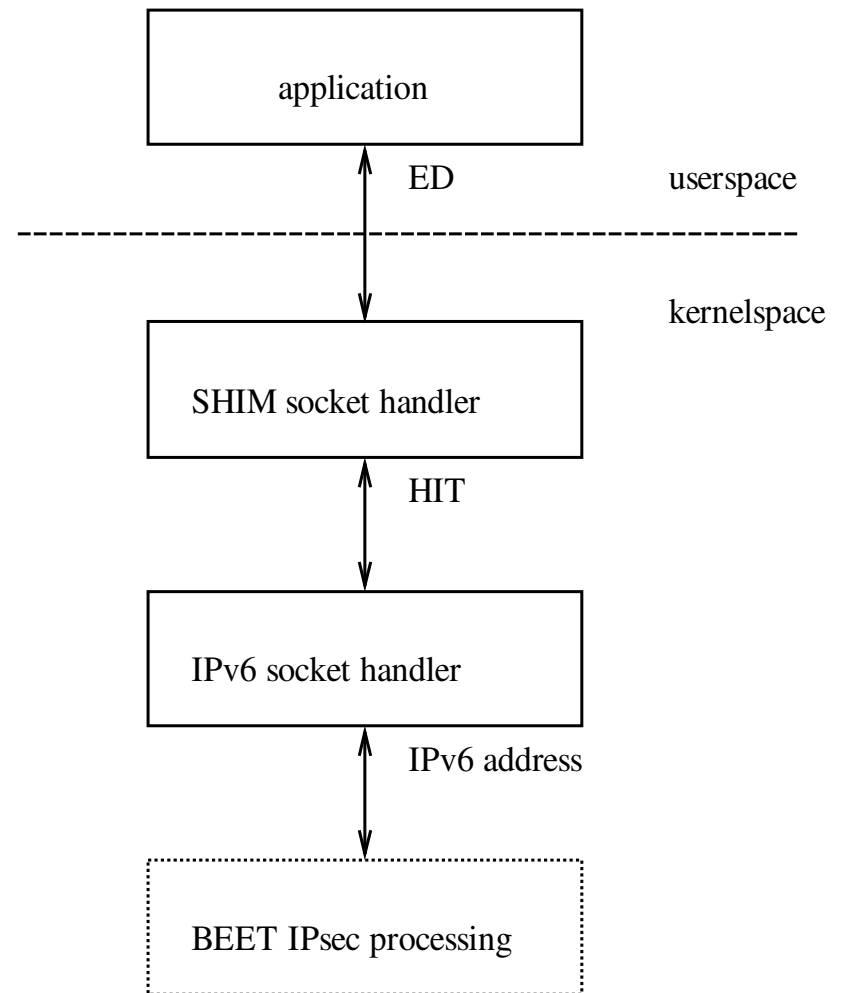 application
ED
userspace
kernelspace
SHIM socket handler
HIT
IPv6 socket handler
IPv6 address
BEET IPsec processing